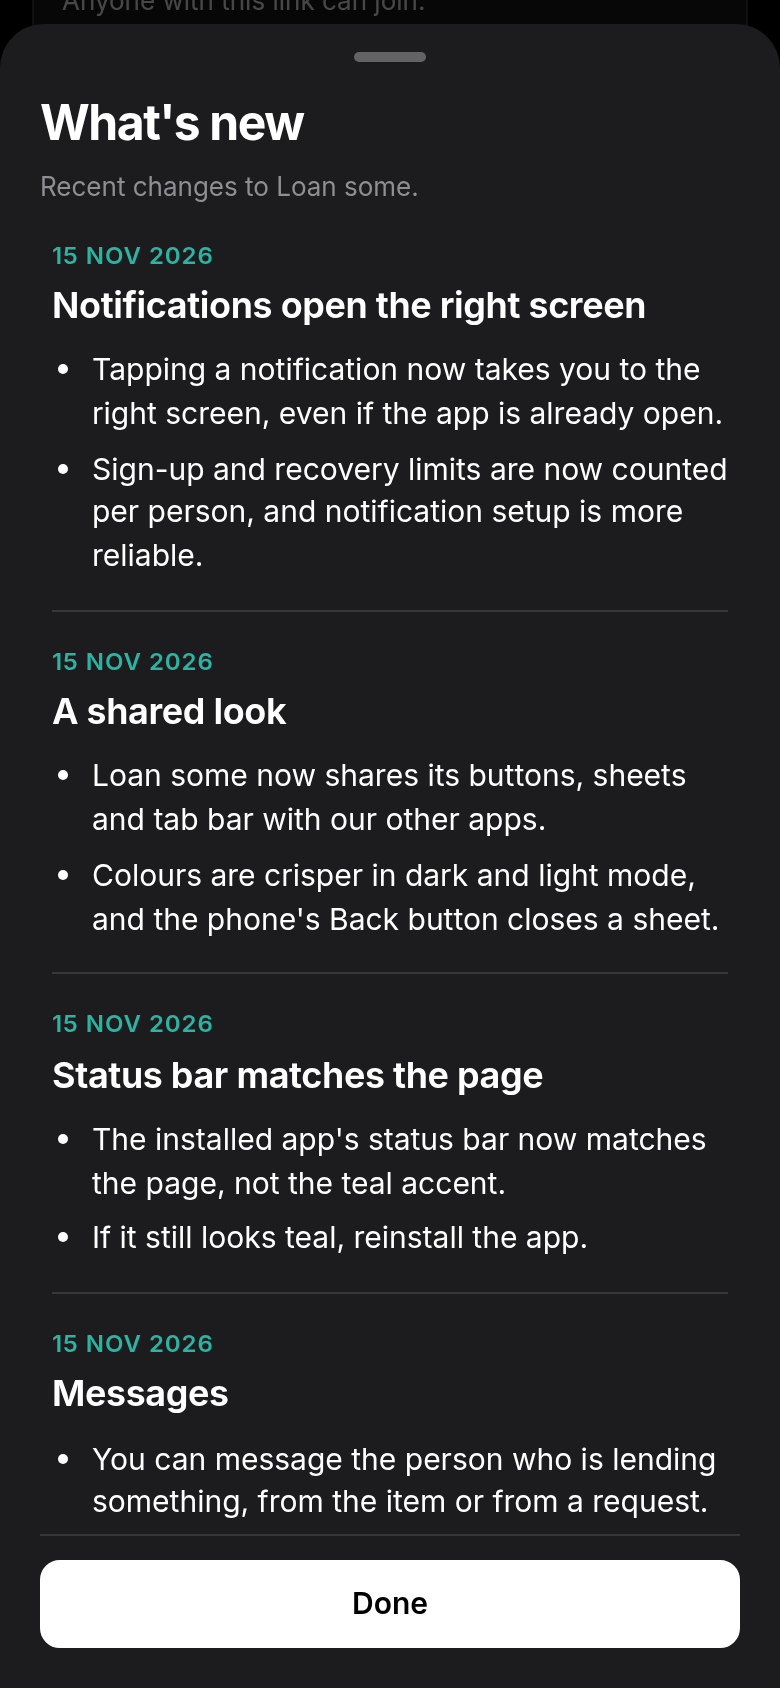 Anyone with this link can join.
What's new
Recent changes to Loan some.
15 NOV 2026
Notifications open the right screen
• Tapping a notification now takes you to the
right screen, even if the app is already open.
• Sign-up and recovery limits are now counted
per person, and notification setup is more
reliable.
15 NOV 2026
A shared look
• Loan some now shares its buttons, sheets
and tab bar with our other apps.
• Colours are crisper in dark and light mode,
and the phone's Back button closes a sheet.
15 NOV 2026
Status bar matches the page
• The installed app's status bar now matches
the page, not the teal accent.
• If it still looks teal, reinstall the app.
15 NOV 2026
Messages
• You can message the person who is lending
something, from the item or from a request.
Done